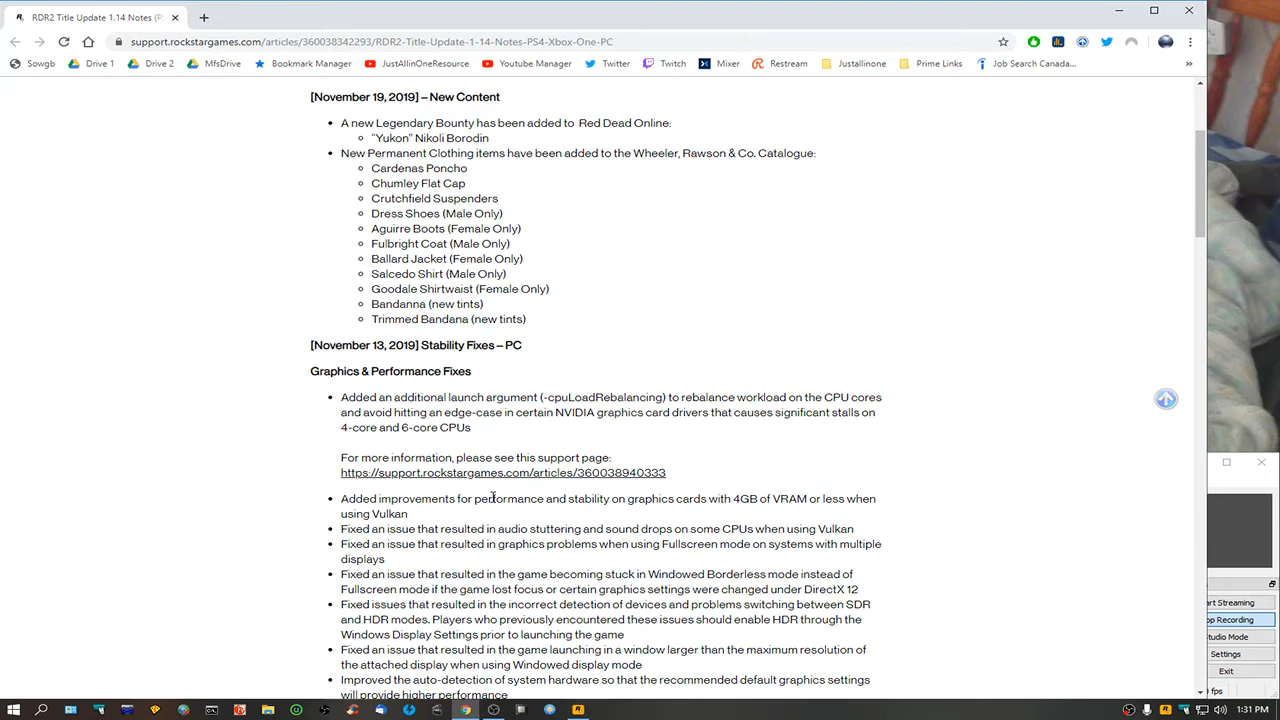 RDR2 Title Update 1.14 Notes (PS
support.rockstargames.com/articles/360038342293/RDR2-Title-Update-1-14-Notes-PS4-Xbox-One-PC
Sowgb Drive 1 Drive 2 MfsDrive Bookmark Manager JustAllinOneResource Youtube Manager Twitter Twitch Mixer Restream Justallinone Prime Links Job Search Canada... »
[November 19, 2019] – New Content
A new Legendary Bounty has been added to Red Dead Online:
“Yukon” Nikoli Borodin
New Permanent Clothing items have been added to the Wheeler, Rawson & Co. Catalogue:
Cardenas Poncho
Chumley Flat Cap
Crutchfield Suspenders
Dress Shoes (Male Only)
Aguirre Boots (Female Only)
Fulbright Coat (Male Only)
Ballard Jacket (Female Only)
Salcedo Shirt (Male Only)
Goodale Shirtwaist (Female Only)
Bandanna (new tints)
Trimmed Bandana (new tints)
[November 13, 2019] Stability Fixes – PC
Graphics & Performance Fixes
Added an additional launch argument (-cpuLoadRebalancing) to rebalance workload on the CPU cores
and avoid hitting an edge-case in certain NVIDIA graphics card drivers that causes significant stalls on
4-core and 6-core CPUs
For more information, please see this support page:
https://support.rockstargames.com/articles/360038940333
Added improvements for performance and stability on graphics cards with 4GB of VRAM or less when
using Vulkan
Fixed an issue that resulted in audio stuttering and sound drops on some CPUs when using Vulkan
Fixed an issue that resulted in graphics problems when using Fullscreen mode on systems with multiple
displays
Fixed an issue that resulted in the game becoming stuck in Windowed Borderless mode instead of
Fullscreen mode if the game lost focus or certain graphics settings were changed under DirectX 12
Fixed issues that resulted in the incorrect detection of devices and problems switching between SDR
and HDR modes. Players who previously encountered these issues should enable HDR through the
Windows Display Settings prior to launching the game
Fixed an issue that resulted in the game launching in a window larger than the maximum resolution of
the attached display when using Windowed display mode
Improved the auto-detection of system hardware so that the recommended default graphics settings
will provide higher performance
art Streaming
op Recording
tudio Mode
Settings
Exit
fps
1:31 PM